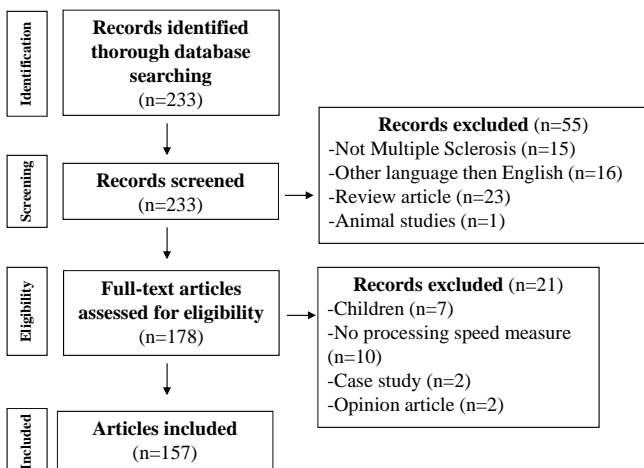 Identification
Records identified
thorough database
searching
(n=233)
Screening
Records screened
(n=233)
Records excluded (n=55)
-Not Multiple Sclerosis (n=15)
-Other language then English (n=16)
-Review article (n=23)
-Animal studies (n=1)
Eligibility
Full-text articles
assessed for eligibility
(n=178)
Records excluded (n=21)
-Children (n=7)
-No processing speed measure
(n=10)
-Case study (n=2)
-Opinion article (n=2)
Included
Articles included
(n=157)